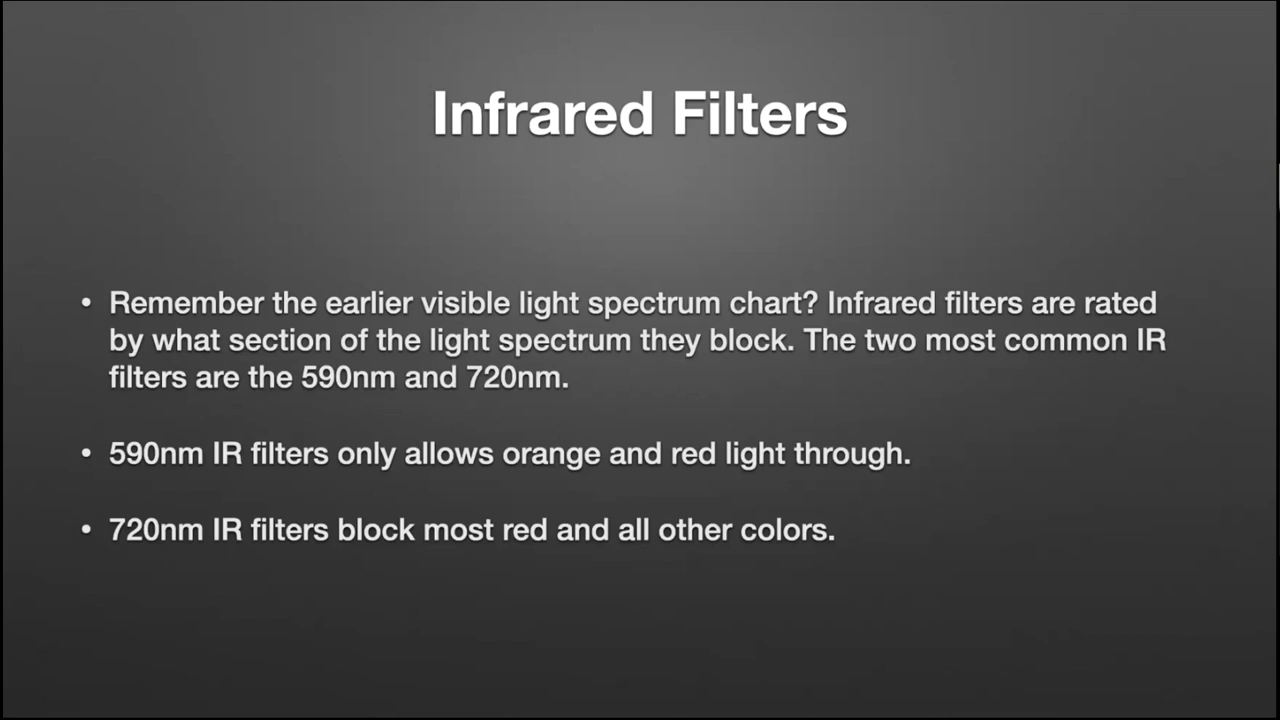 Infrared Filters
• Remember the earlier visible light spectrum chart? Infrared filters are rated
by what section of the light spectrum they block. The two most common IR
filters are the 590nm and 720nm.
• 590nm IR filters only allows orange and red light through.
• 720nm IR filters block most red and all other colors.